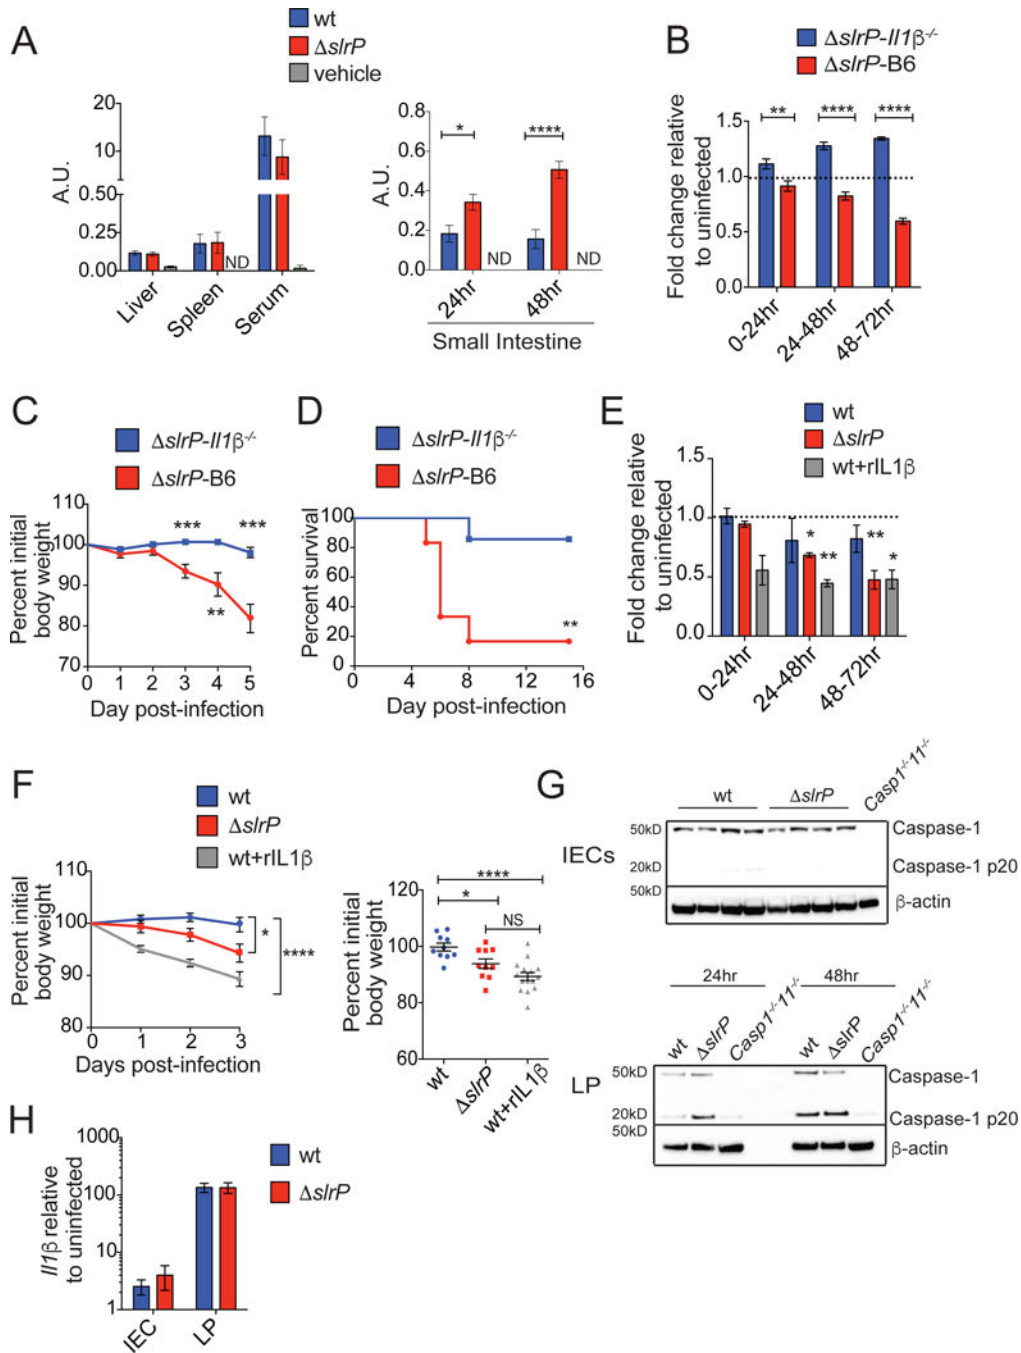 A
wt
ΔslrP
vehicle
A.U.
20
10
0.50
0.25
0.00
ND
Liver
Spleen
Serum
A.U.
0.8
0.6
0.4
0.2
0.0
*
****
ND
ND
24hr
48hr
Small Intestine
B
ΔslrP-Il1β-/-
ΔslrP-B6
Fold change relative
to uninfected
1.5
1.0
0.5
0.0
**
****
****
0-24hr
24-48hr
48-72hr
C
ΔslrP-Il1β-/-
ΔslrP-B6
Percent initial
body weight
110
100
90
80
70
***
***
**
0 1 2 3 4 5
Day post-infection
D
ΔslrP-Il1β-/-
ΔslrP-B6
Percent survival
100
80
60
40
20
0
**
0 4 8 12 16
Day post-infection
E
wt
ΔslrP
wt+rIL1β
Fold change relative
to uninfected
1.0
0.5
0.0
*
**
**
*
0-24hr
24-48hr
48-72hr
F
wt
ΔslrP
wt+rIL1β
Percent initial
body weight
110
100
90
80
*
****
0 1 2 3
Days post-infection
Percent initial
body weight
120
100
80
60
****
*
NS
wt
ΔslrP
wt+rIL1β
G
wt
ΔslrP
Casp1-/-11-/-
IECs
50kD
20kD
50kD
Caspase-1
Caspase-1 p20
β-actin
24hr
48hr
wt
ΔslrP
Casp1-/-11-/-
wt
ΔslrP
Casp1-/-11-/-
LP
50kD
20kD
50kD
Caspase-1
Caspase-1 p20
β-actin
H
wt
ΔslrP
Il1β relative
to uninfected
1000
100
10
1
IEC
LP